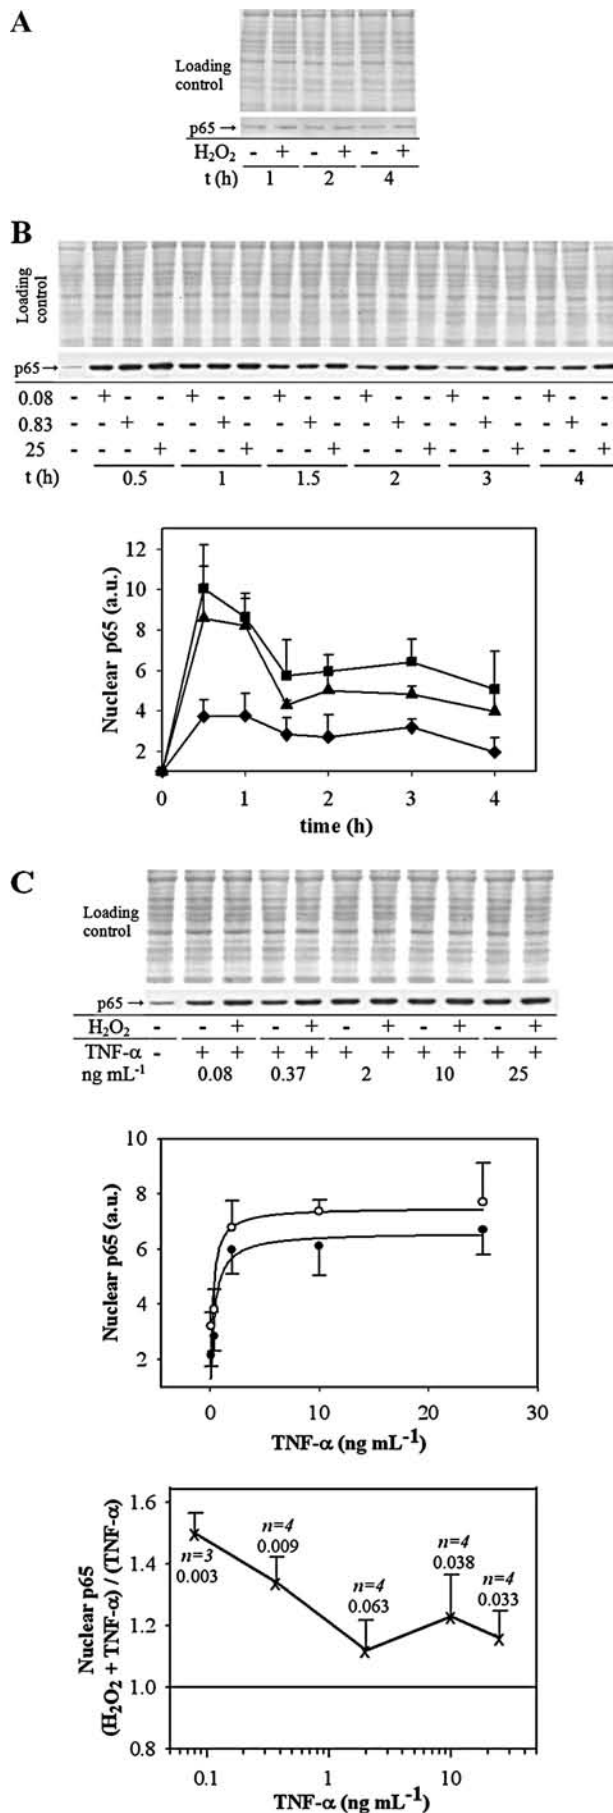 A
Loading
control
p65 →
H₂O₂ - + - + - +
t (h) 1 2 4
B
Loading
control
p65→
0.08 - + - - + - - + - - + - - + - - + - -
0.83 - - + - - + - - + - - + - - + - - + -
25 - - - + - - + - - + - - + - - + - - +
t (h) 0.5 1 1.5 2 3 4
Nuclear p65 (a.u.)
12
10
8
6
4
2
0 1 2 3 4
time (h)
C
Loading
control
p65 →
H₂O₂ - - + - + - + - + - +
TNF-α - + + + + + + + + + +
ng mL⁻¹ 0.08 0.37 2 10 25
Nuclear p65 (a.u.)
10
8
6
4
2
0 10 20 30
TNF-α (ng mL⁻¹)
Nuclear p65
(H₂O₂ + TNF-α) / (TNF-α)
1.6
1.4
1.2
1.0
0.8
n=3
0.003
n=4
0.009
n=4
0.063
n=4
0.038
n=4
0.033
0.1 1 10
TNF-α (ng mL⁻¹)